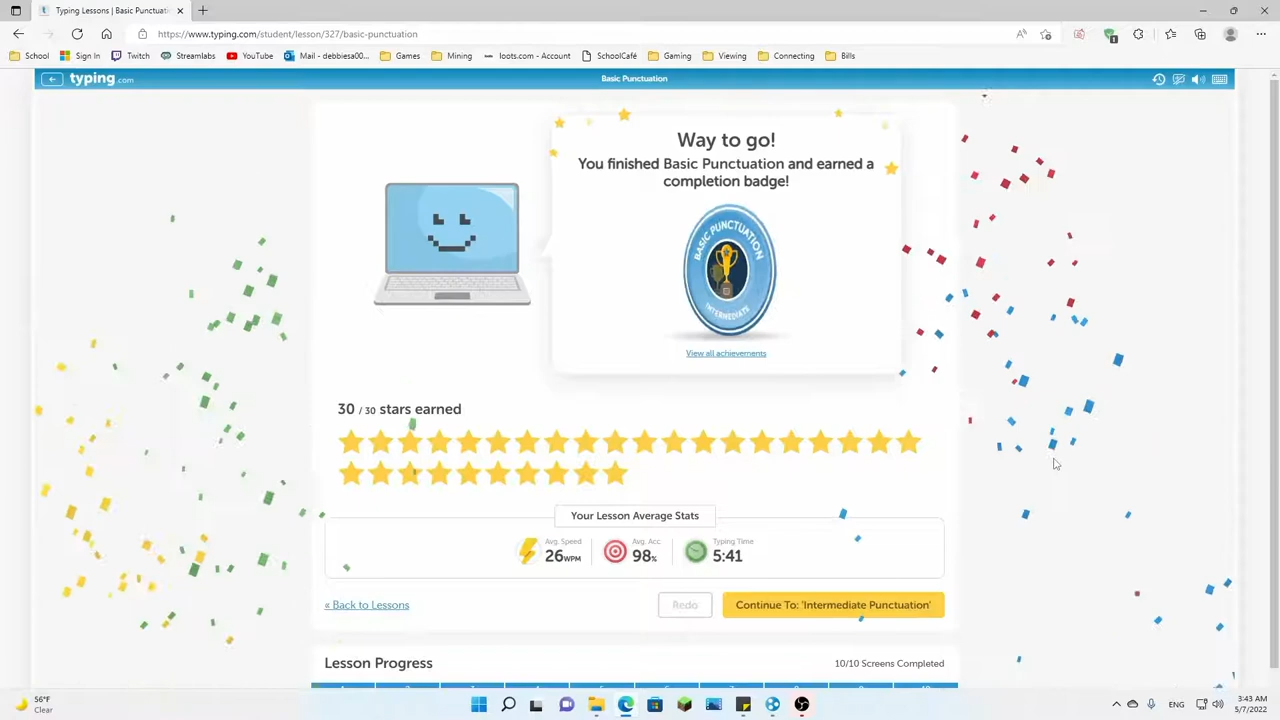 Typing Lessons | Basic Punctuatio
https://www.typing.com/student/lesson/327/basic-punctuation
School
Sign In
Twitch
Streamlabs
YouTube
Mail - debbiesa00...
Mining
loots.com - Account
SchoolCafé
Gaming
Viewing
Connecting
Bills
typing.com
Basic Punctuation
Way to go!
You finished Basic Punctuation and earned a
completion badge!
BASIC PUNCTUATION
INTERMEDIATE
View all achievements
30 / 30 stars earned
Your Lesson Average Stats
Avg. Speed
26WPM
Avg. Acc.
98%
Typing Time
5:41
« Back to Lessons
Redo
Continue To: 'Intermediate Punctuation'
Lesson Progress
10/10 Screens Completed
56°F
Clear
ENG
3:43 AM
5/7/2022